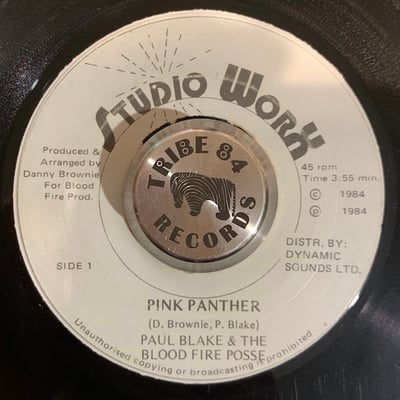 STUDIO WORX
Produced &
Arranged by
Danny Brownie
For Blood
Fire Prod.
TRIBE 84
RECORDS
45 rpm
Time 3:55 min.
© 1984
℗ 1984
SIDE 1
DISTR. BY:
DYNAMIC
SOUNDS LTD.
PINK PANTHER
(D. Brownie, P. Blake)
PAUL BLAKE & THE
BLOOD FIRE POSSE
Unauthorised copying or broadcasting is prohibited